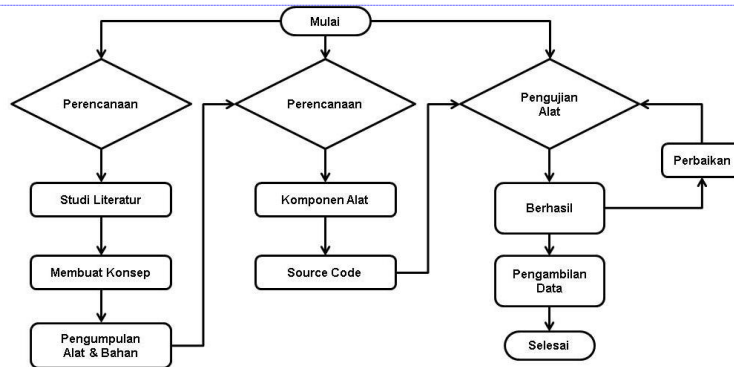 Mulai
Perencanaan
Studi Literatur
Membuat Konsep
Pengumpulan
Alat & Bahan
Perencanaan
Komponen Alat
Source Code
Pengujian
Alat
Perbaikan
Berhasil
Pengambilan
Data
Selesai